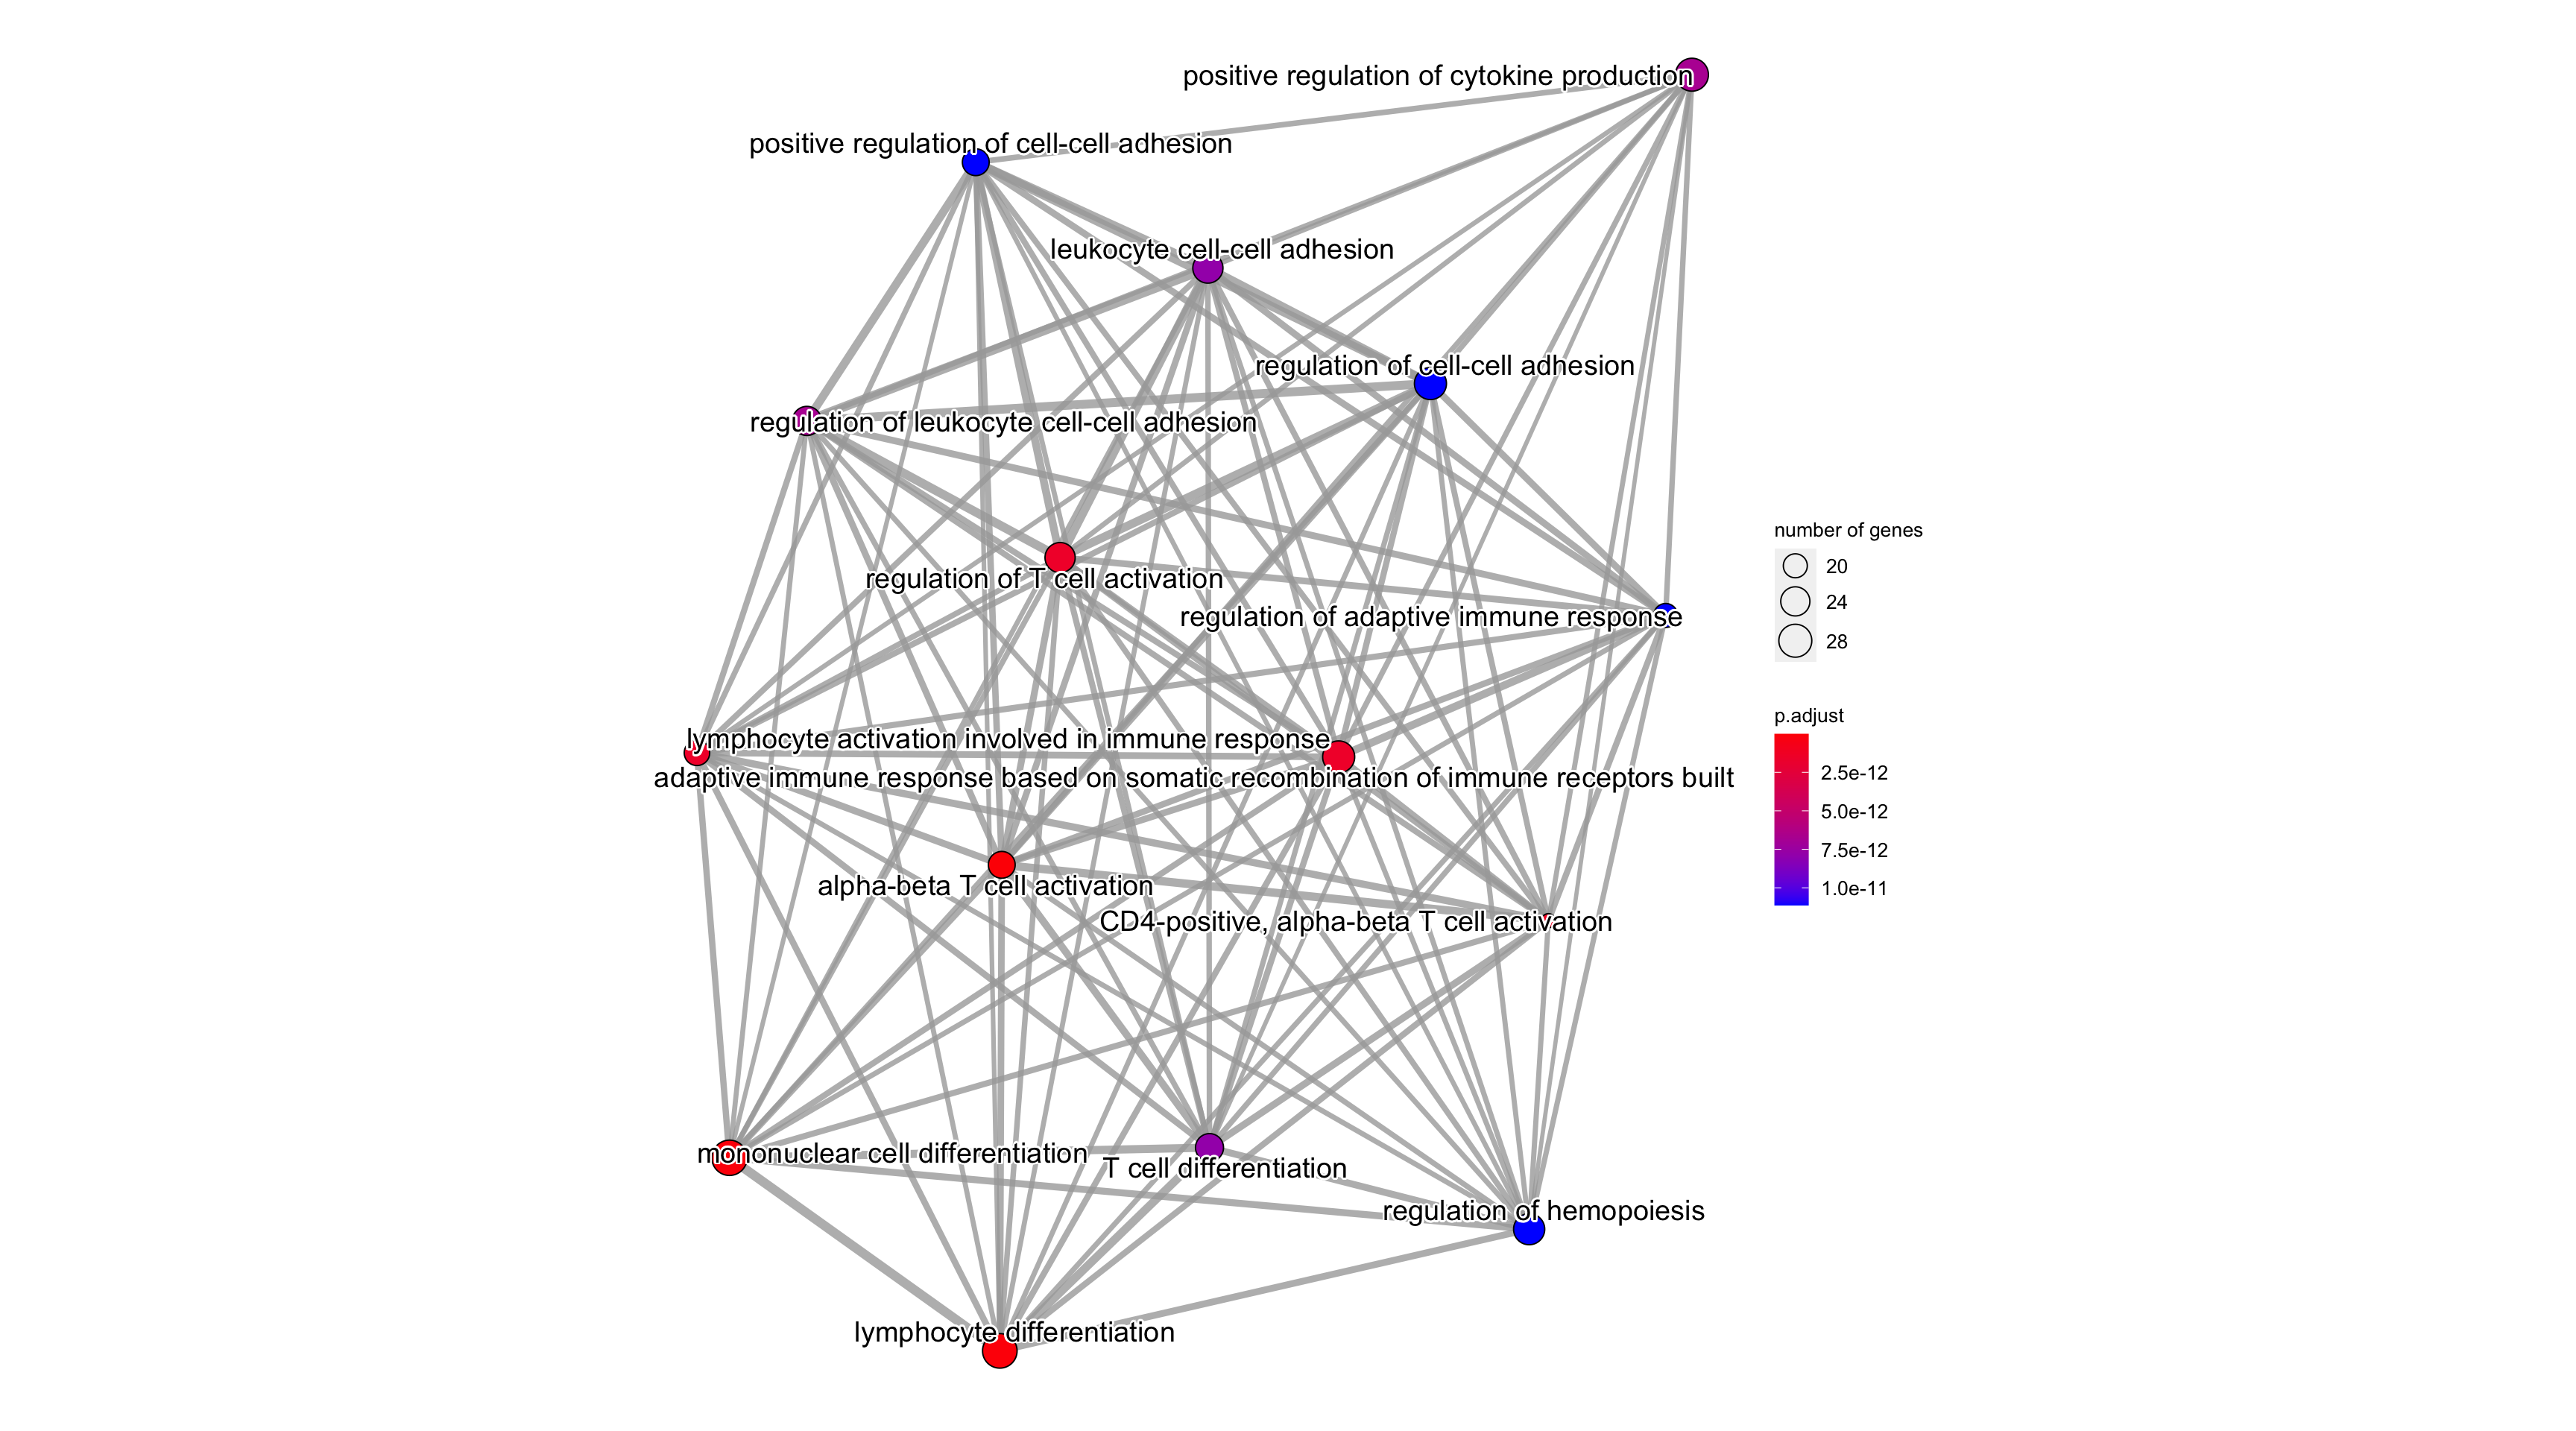 positive regulation of cytokine production
positive regulation of cell-cell adhesion
leukocyte cell-cell adhesion
regulation of cell-cell adhesion
regulation of leukocyte cell-cell adhesion
regulation of T cell activation
regulation of adaptive immune response
lymphocyte activation involved in immune response
adaptive immune response based on somatic recombination of immune receptors built
alpha-beta T cell activation
CD4-positive, alpha-beta T cell activation
mononuclear cell differentiation
T cell differentiation
regulation of hemopoiesis
lymphocyte differentiation
number of genes
20
24
28
p.adjust
2.5e-12
5.0e-12
7.5e-12
1.0e-11